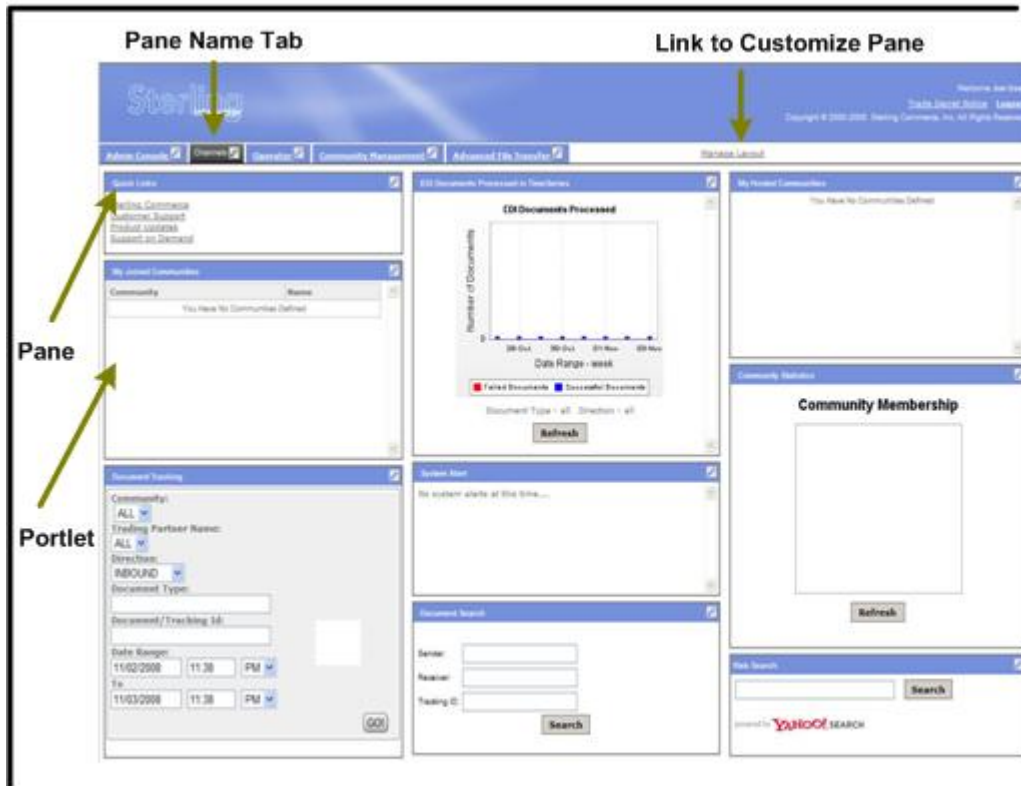 Pane Name Tab
Link to Customize Pane
Sterling
Trade Secret Notice
Admin Console
Channels
Operator
Community Management
Advanced File Transfer
Manage Layout
Quick Links
Sterling Commerce
Customer Support
Product Updates
Support on Demand
Pane
My Joined Communities
Community
Name
You Have No Communities Defined
Portlet
Document Tracking
Community:
ALL
Trading Partner Name:
ALL
Direction:
INBOUND
Document Type:
Document/Tracking Id:
Date Range:
11/02/2008
11:38
PM
To
11/03/2008
11:38
PM
GO!
EDI Documents Processed in TimeSeries
EDI Documents Processed
Number of Documents
0
Date Range - week
Failed Documents
Successful Documents
Document Type - all Direction - all
Refresh
System Alert
No system alerts at this time....
Document Search
Sender:
Receiver:
Tracking ID:
Search
My Hosted Communities
You Have No Communities Defined
Community Statistics
Community Membership
Refresh
Web Search
Search
powered by YAHOO! SEARCH